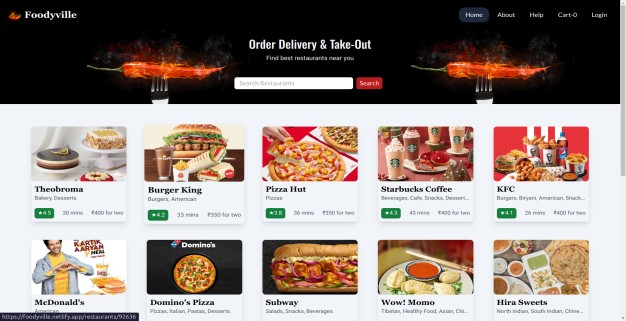 Foodyville
Home About Help Cart-0 Login
Order Delivery & Take-Out
Find best restaurants near you
Search Restaurants
Search
Theobroma
Bakery, Desserts
★4.5 30 mins ₹400 for two
Burger King
Burgers, American
★4.2 33 mins ₹350 for two
Pizza Hut
Pizzas
★3.8 36 mins ₹350 for two
Starbucks Coffee
Beverages, Cafe, Snacks, Dessert...
★4.3 43 mins ₹400 for two
KFC
Burgers, Biryani, American, Snack...
★4.1 26 mins ₹400 for two
KARTIK
AARYAN
MEAL
Domino's
McDonald's
American
Domino's Pizza
Pizzas, Italian, Pastas, Desserts
Subway
Salads, Snacks, Beverages
Wow! Momo
Tibetan, Healthy Food, Asian, Chi...
Hira Sweets
North Indian, South Indian, Chine...
https://foodyville.netlify.app/restaurants/92636